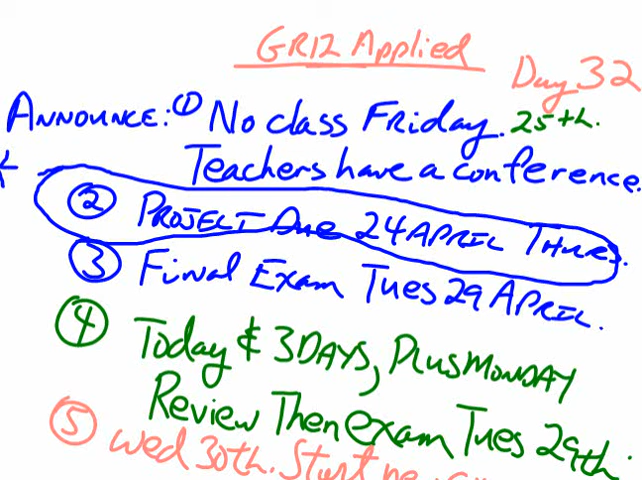 GR12 Applied
Day 32
ANNOUNCE: ① No class Friday. 25th.
Teachers have a conference.
② PROJECT Due 24 APRIL THURS.
③ Final Exam Tues 29 APRIL.
④ Today & 3 DAYS, PLUS MONDAY
Review Then exam Tues 29th.
⑤ Wed 30th. Start